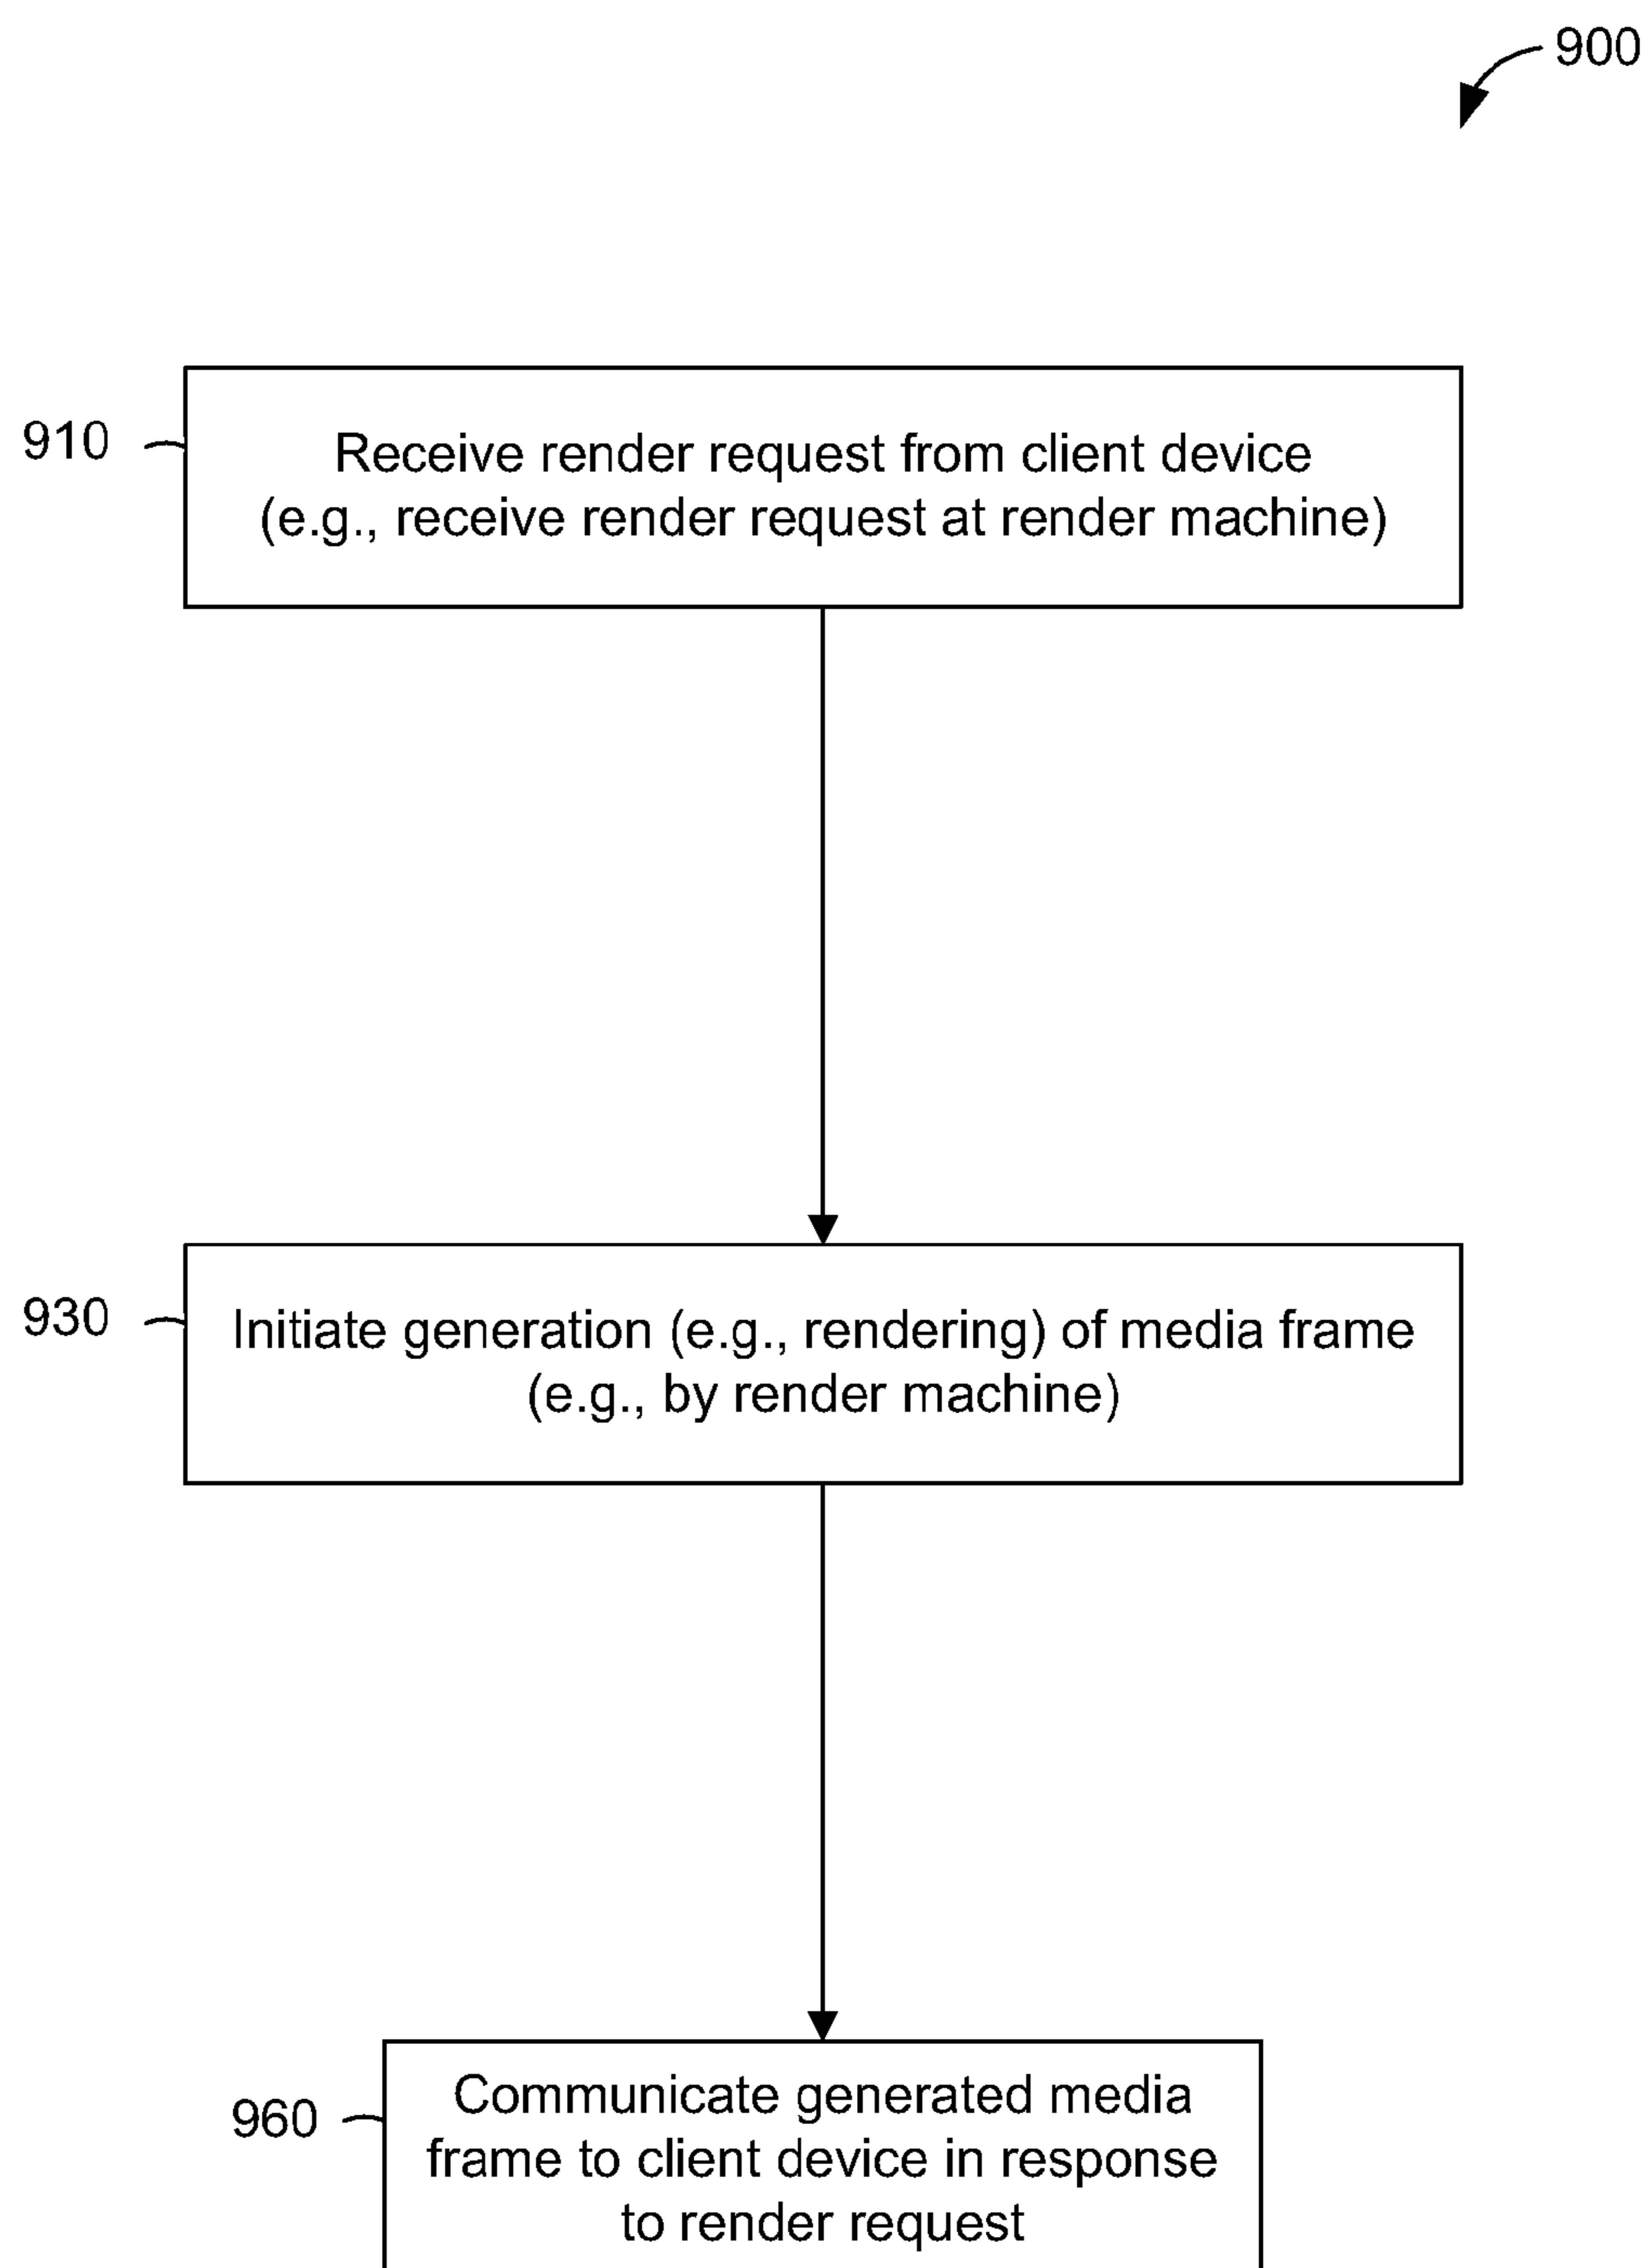 900
910
Receive render request from client device
(e.g., receive render request at render machine)
930
Initiate generation (e.g., rendering) of media frame
(e.g., by render machine)
960
Communicate generated media
frame to client device in response
to render request